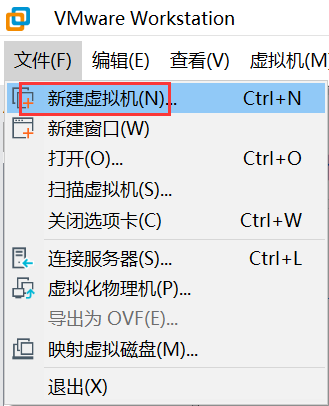 VMware Workstation
文件(F) 编辑(E) 查看(V) 虚拟机(M
新建虚拟机(N)... Ctrl+N
新建窗口(W)
打开(O)... Ctrl+O
扫描虚拟机(S)...
关闭选项卡(C) Ctrl+W
连接服务器(S)... Ctrl+L
虚拟化物理机(P)...
导出为 OVF(E)...
映射虚拟磁盘(M)...
退出(X)